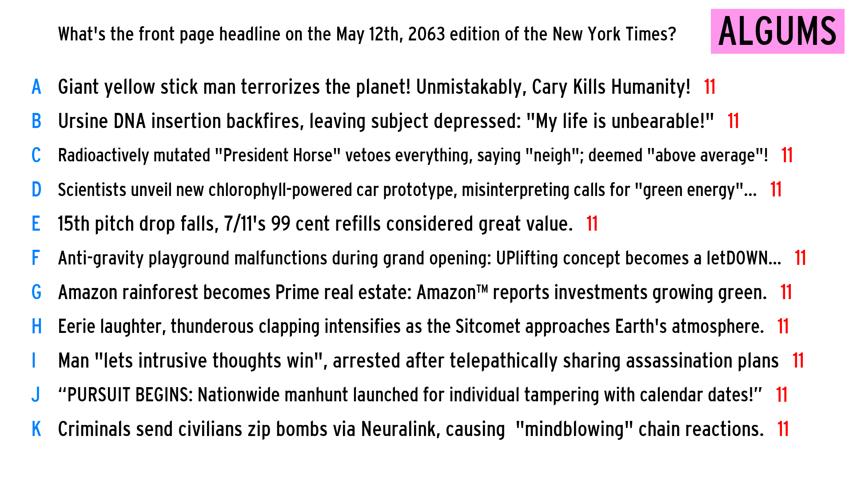 What's the front page headline on the May 12th, 2063 edition of the New York Times?
ALGUMS
A Giant yellow stick man terrorizes the planet! Unmistakably, Cary Kills Humanity! 11
B Ursine DNA insertion backfires, leaving subject depressed: "My life is unbearable!" 11
C Radioactively mutated "President Horse" vetoes everything, saying "neigh"; deemed "above average"! 11
D Scientists unveil new chlorophyll-powered car prototype, misinterpreting calls for "green energy"... 11
E 15th pitch drop falls, 7/11's 99 cent refills considered great value. 11
F Anti-gravity playground malfunctions during grand opening: UPlifting concept becomes a letDOWN... 11
G Amazon rainforest becomes Prime real estate: Amazon™ reports investments growing green. 11
H Eerie laughter, thunderous clapping intensifies as the Sitcomet approaches Earth's atmosphere. 11
I Man "lets intrusive thoughts win", arrested after telepathically sharing assassination plans 11
J “PURSUIT BEGINS: Nationwide manhunt launched for individual tampering with calendar dates!” 11
K Criminals send civilians zip bombs via Neuralink, causing  "mindblowing" chain reactions. 11